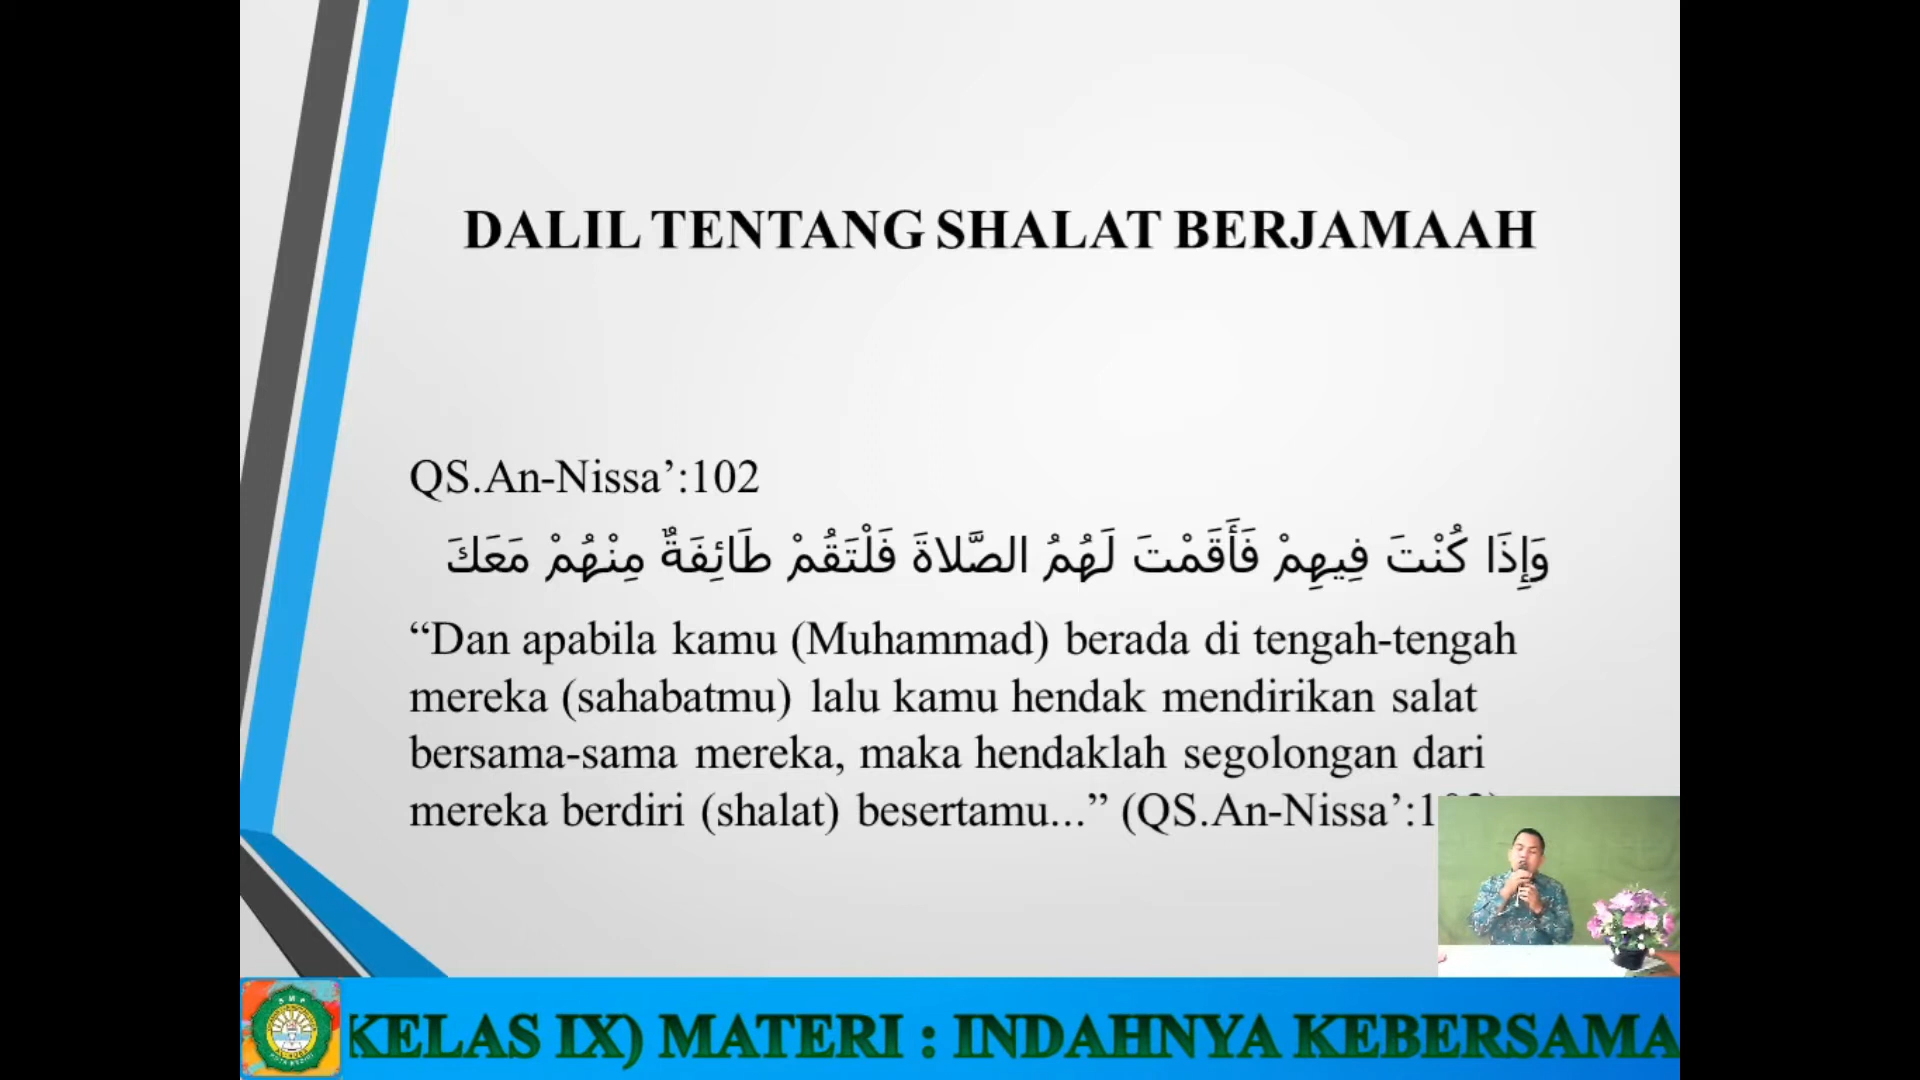 DALIL TENTANG SHALAT BERJAMAAH
QS.An-Nissa’:102
وَإِذَا كُنْتَ فِيهِمْ فَأَقَمْتَ لَهُمُ الصَّلاةَ فَلْتَقُمْ طَائِفَةٌ مِنْهُمْ مَعَكَ
“Dan apabila kamu (Muhammad) berada di tengah-tengah
mereka (sahabatmu) lalu kamu hendak mendirikan salat
bersama-sama mereka, maka hendaklah segolongan dari
mereka berdiri (shalat) besertamu...” (QS.An-Nissa’:1
KELAS IX) MATERI : INDAHNYA KEBERSAMA
SMP